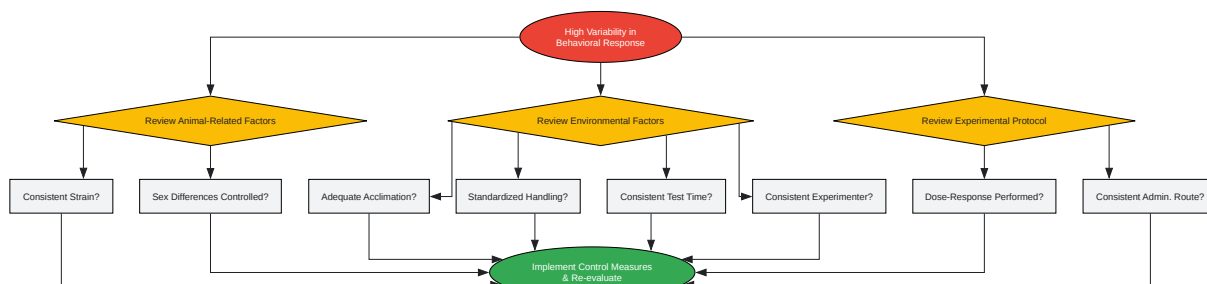 High Variability in
Behavioral Response
Review Animal-Related Factors
Review Environmental Factors
Review Experimental Protocol
Consistent Strain?
Sex Differences Controlled?
Adequate Acclimation?
Standardized Handling?
Consistent Test Time?
Consistent Experimenter?
Dose-Response Performed?
Consistent Admin. Route?
Implement Control Measures
& Re-evaluate